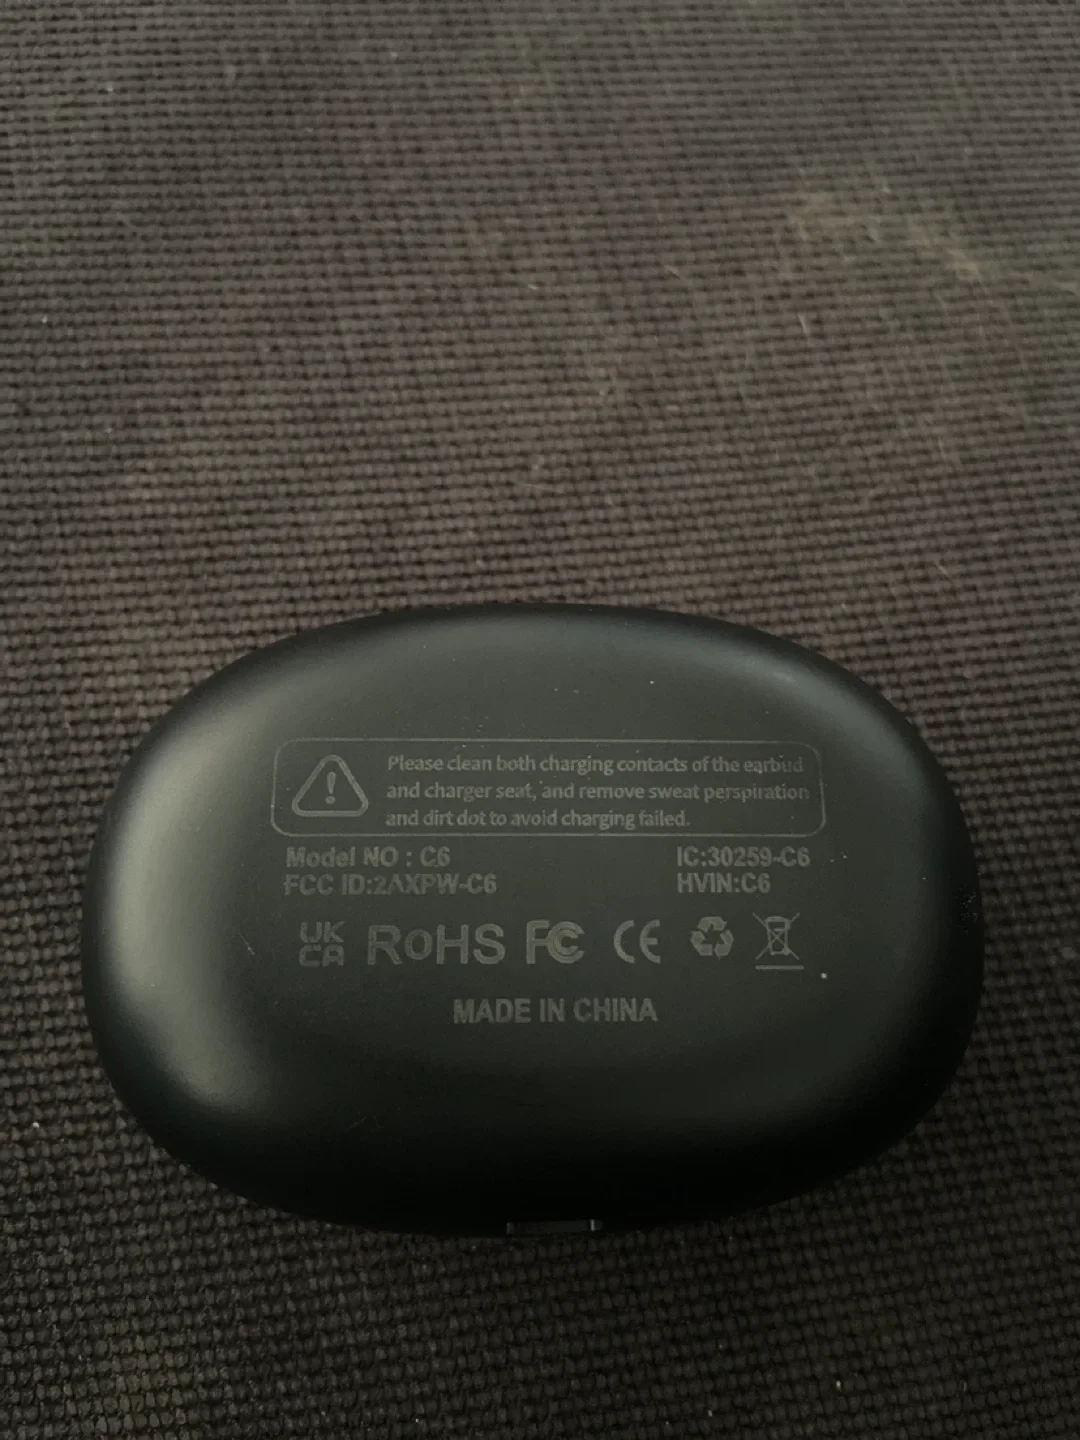 Please clean both charging contacts of the earbud
and charger seat, and remove sweat perspiration
and dirt dot to avoid charging failed.
Model NO : C6
IC:30259-C6
FCC ID:2AXPW-C6
HVIN:C6
UK
CA RoHS FC CE
MADE IN CHINA